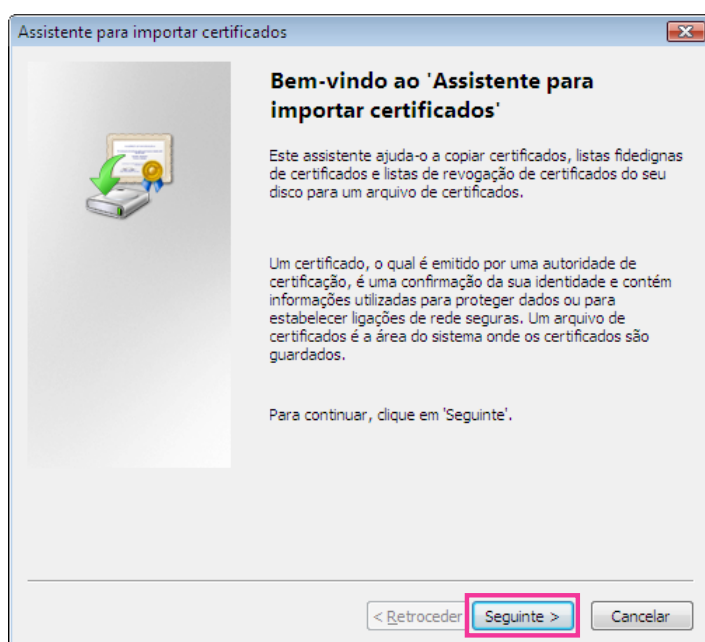 Assistente para importar certificados
Bem-vindo ao 'Assistente para
importar certificados'
Este assistente ajuda-o a copiar certificados, listas fidedignas
de certificados e listas de revogação de certificados do seu
disco para um arquivo de certificados.
Um certificado, o qual é emitido por uma autoridade de
certificação, é uma confirmação da sua identidade e contém
informações utilizadas para proteger dados ou para
estabelecer ligações de rede seguras. Um arquivo de
certificados é a área do sistema onde os certificados são
guardados.
Para continuar, clique em 'Seguinte'.
< Retroceder Seguinte > Cancelar